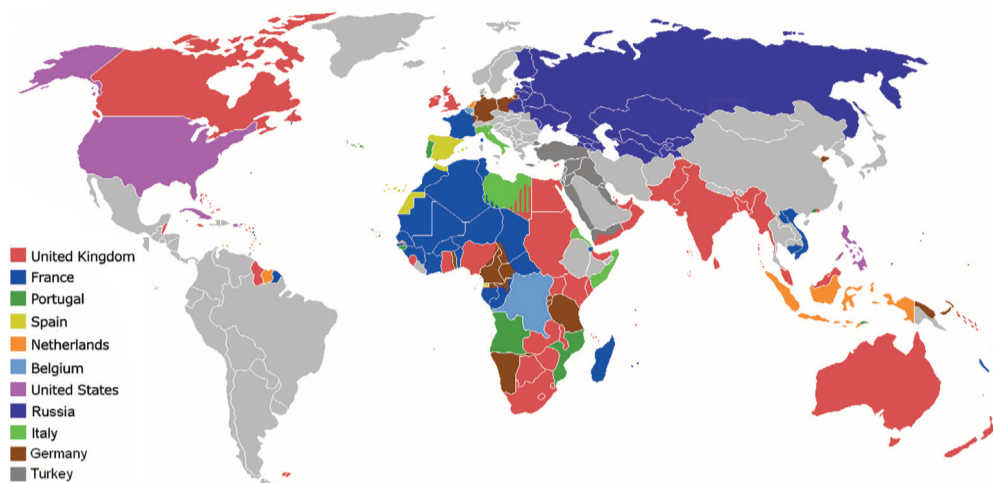 United Kingdom
France
Portugal
Spain
Netherlands
Belgium
United States
Russia
Italy
Germany
Turkey